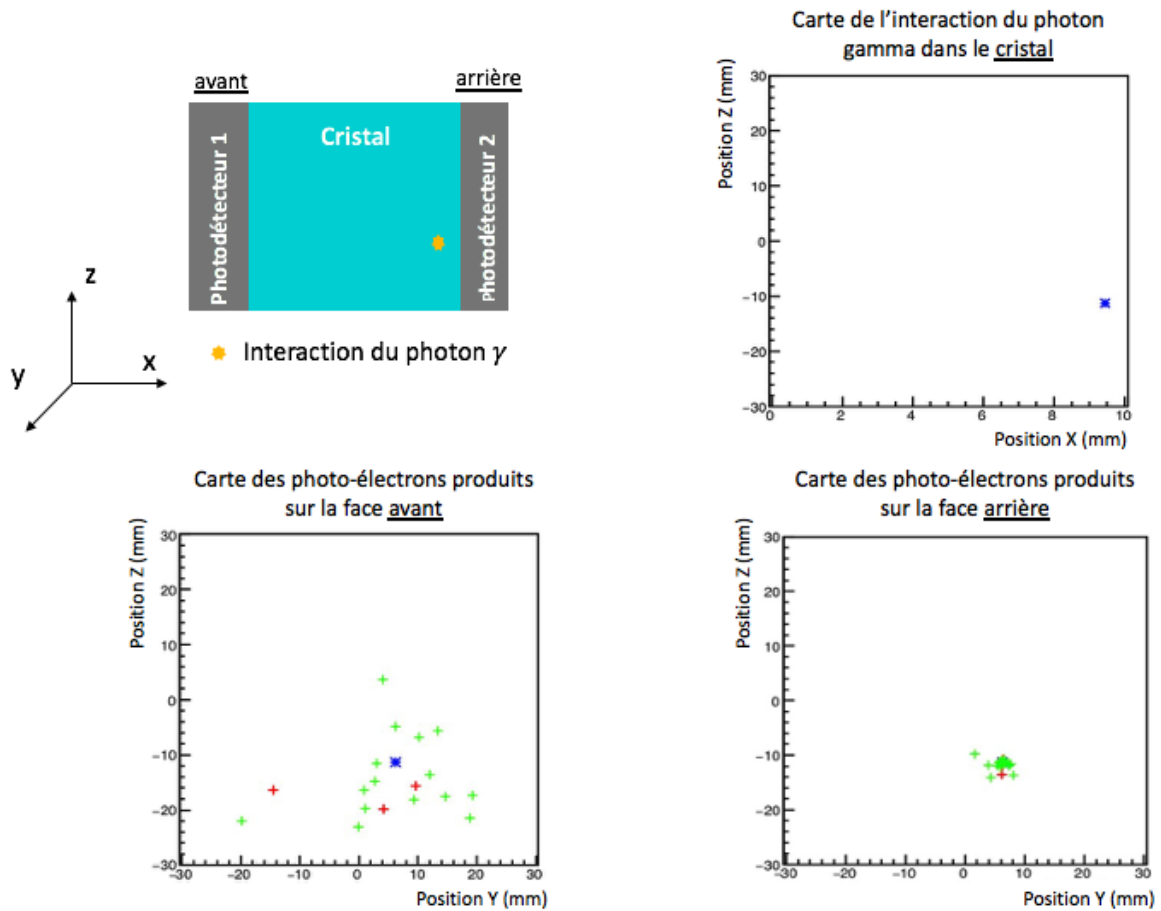 avant
arrière
Photodétecteur 1
Cristal
Photodétecteur 2
z
y
x
Interaction du photon γ
Carte de l'interaction du photon
gamma dans le cristal
Position Z (mm)
30
20
10
0
−10
−20
−30
0 2 4 6 8 10
Position X (mm)
Carte des photo-électrons produits
sur la face avant
Position Z (mm)
30
20
10
0
−10
−20
−30
−30 −20 −10 0 10 20 30
Position Y (mm)
Carte des photo-électrons produits
sur la face arrière
Position Z (mm)
30
20
10
0
−10
−20
−30
−30 −20 −10 0 10 20 30
Position Y (mm)